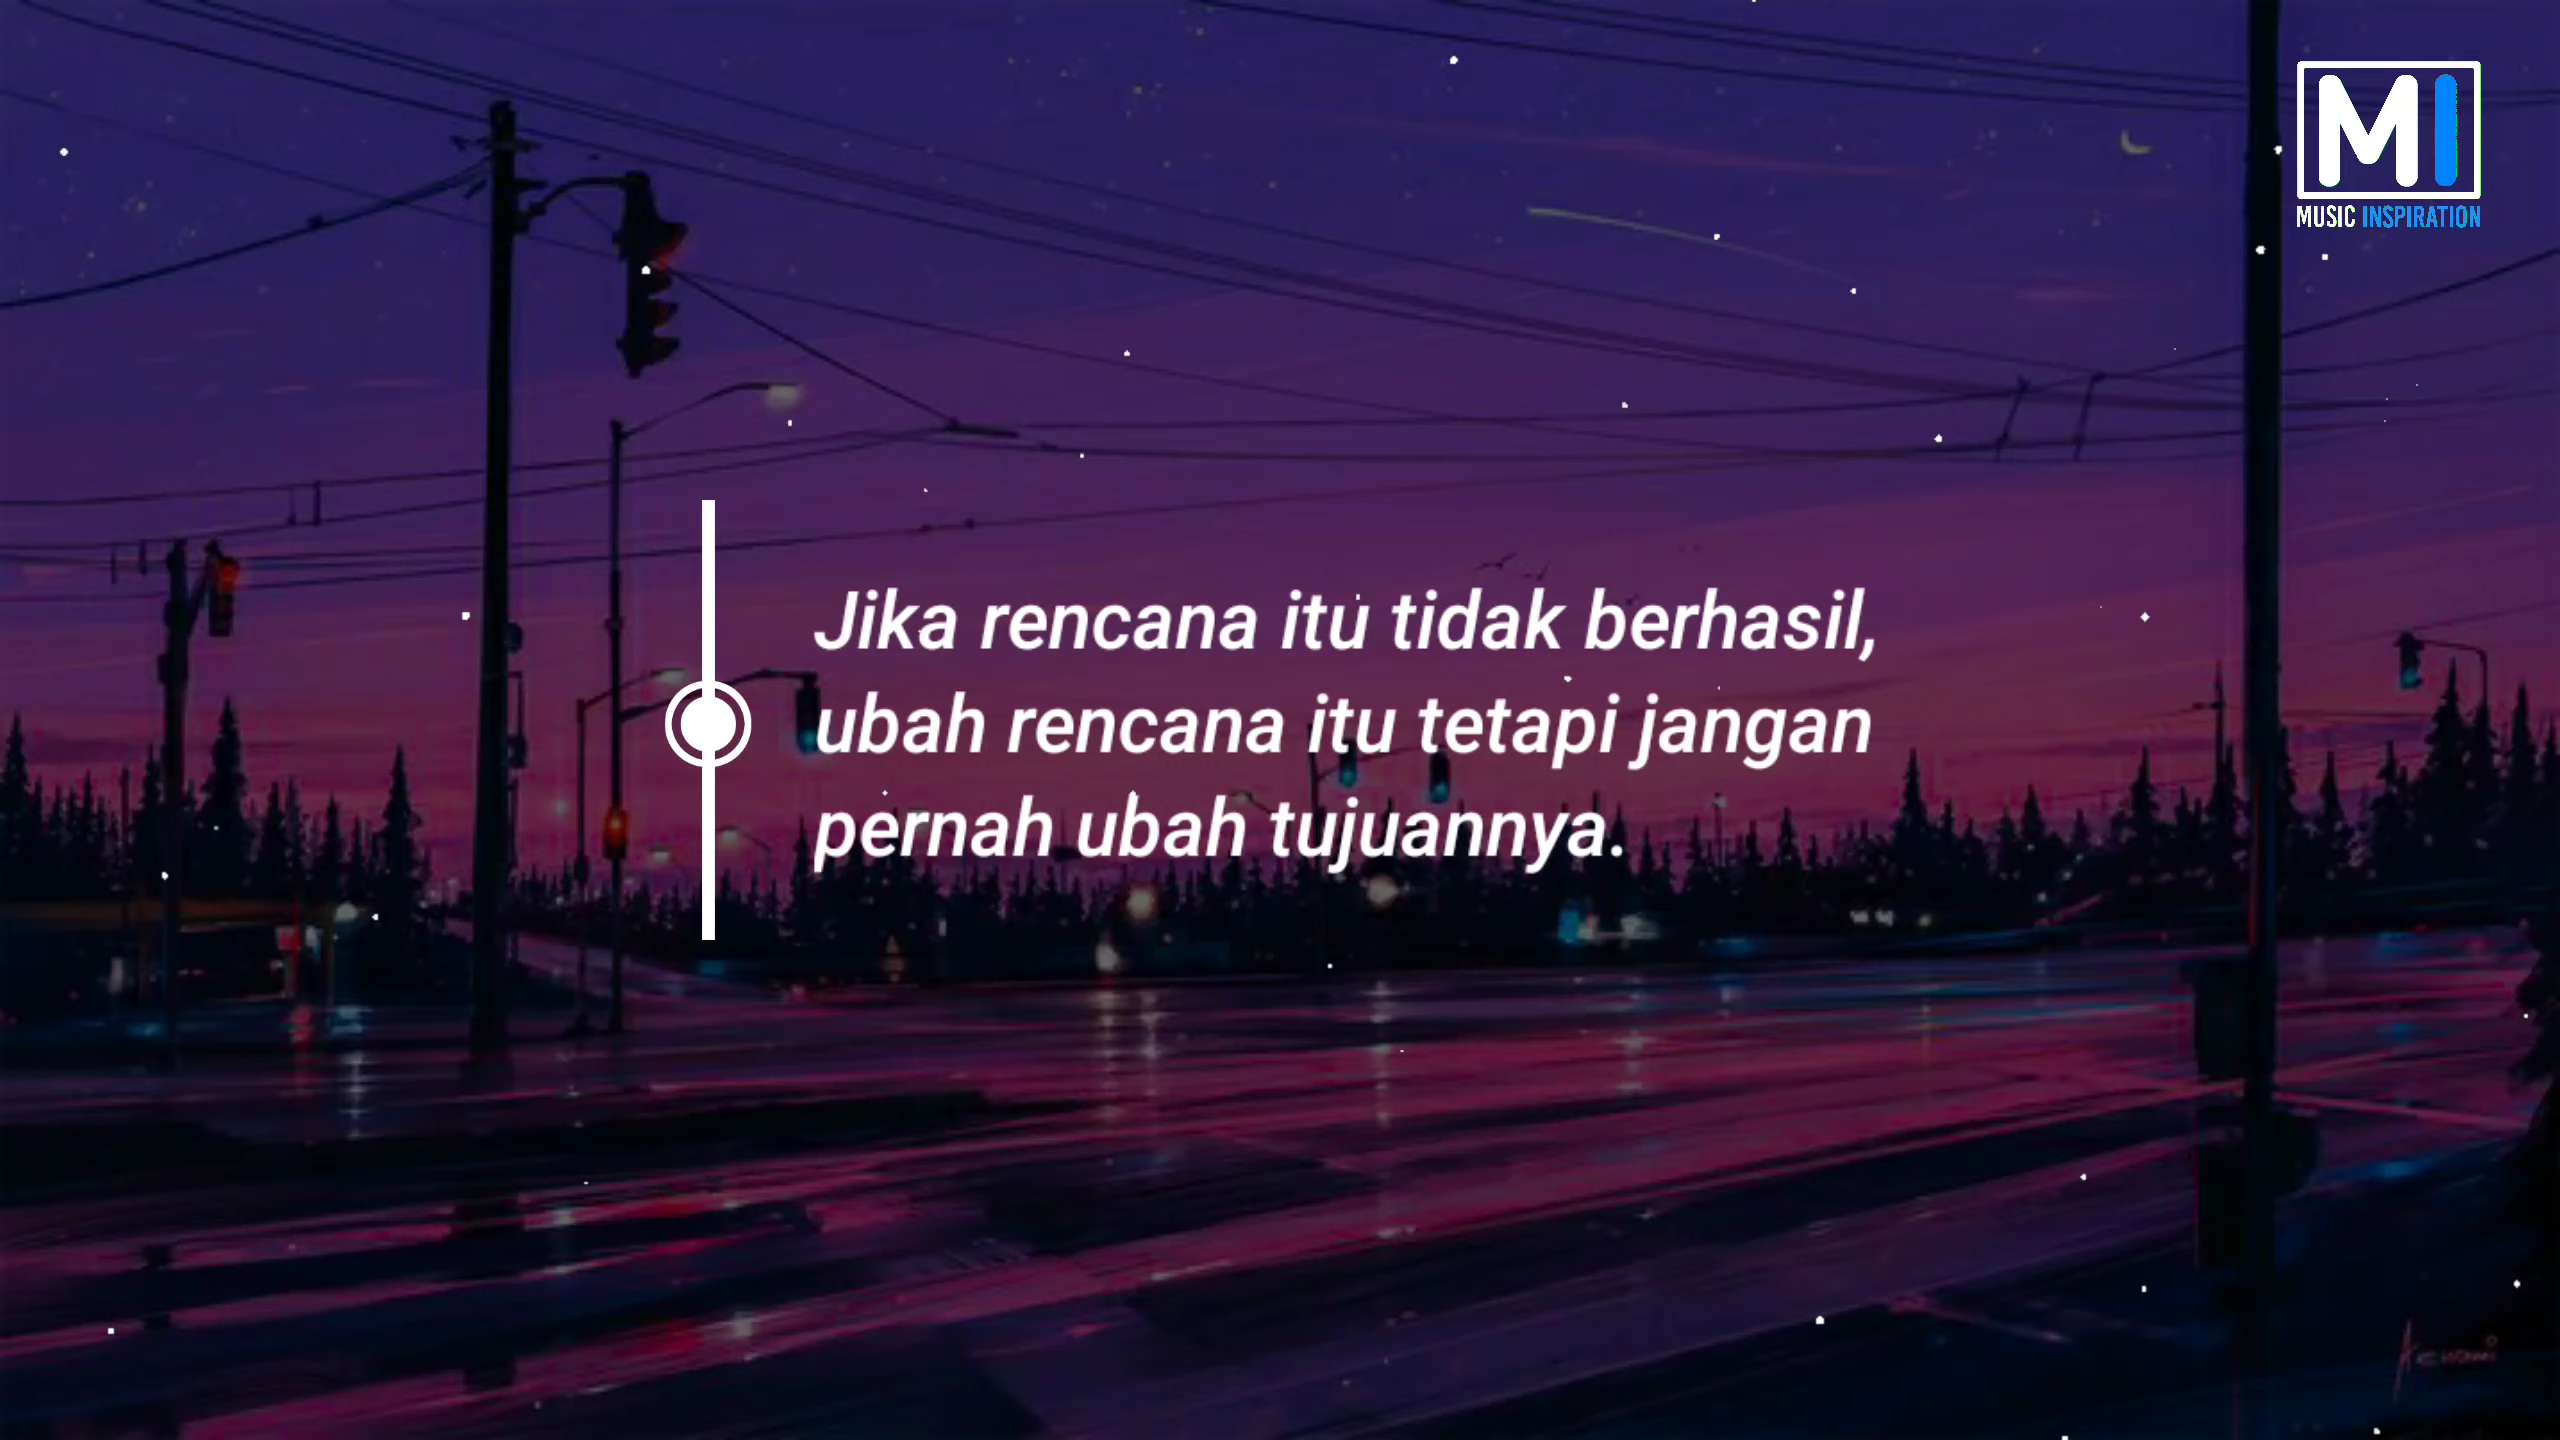 MI
MUSIC INSPIRATION
Jika rencana itu tidak berhasil,
ubah rencana itu tetapi jangan
pernah ubah tujuannya.